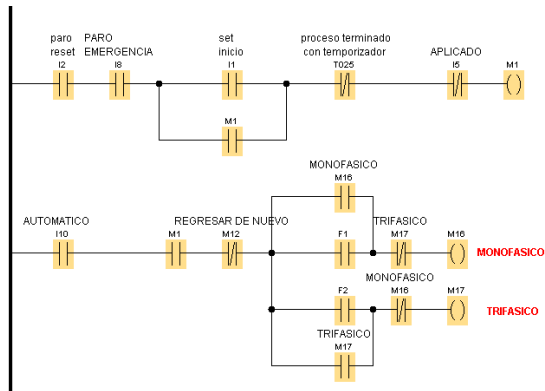 paro
reset
PARO
EMERGENCIA
set
inicio
proceso terminado
con temporizador
APLICADO
I2
I8
I1
T025
I5
M1
M1
MONOFASICO
M16
AUTOMATICO
REGRESAR DE NUEVO
TRIFASICO
I10
M1
M12
F1
M17
M16
MONOFASICO
MONOFASICO
F2
M16
M17
TRIFASICO
TRIFASICO
M17